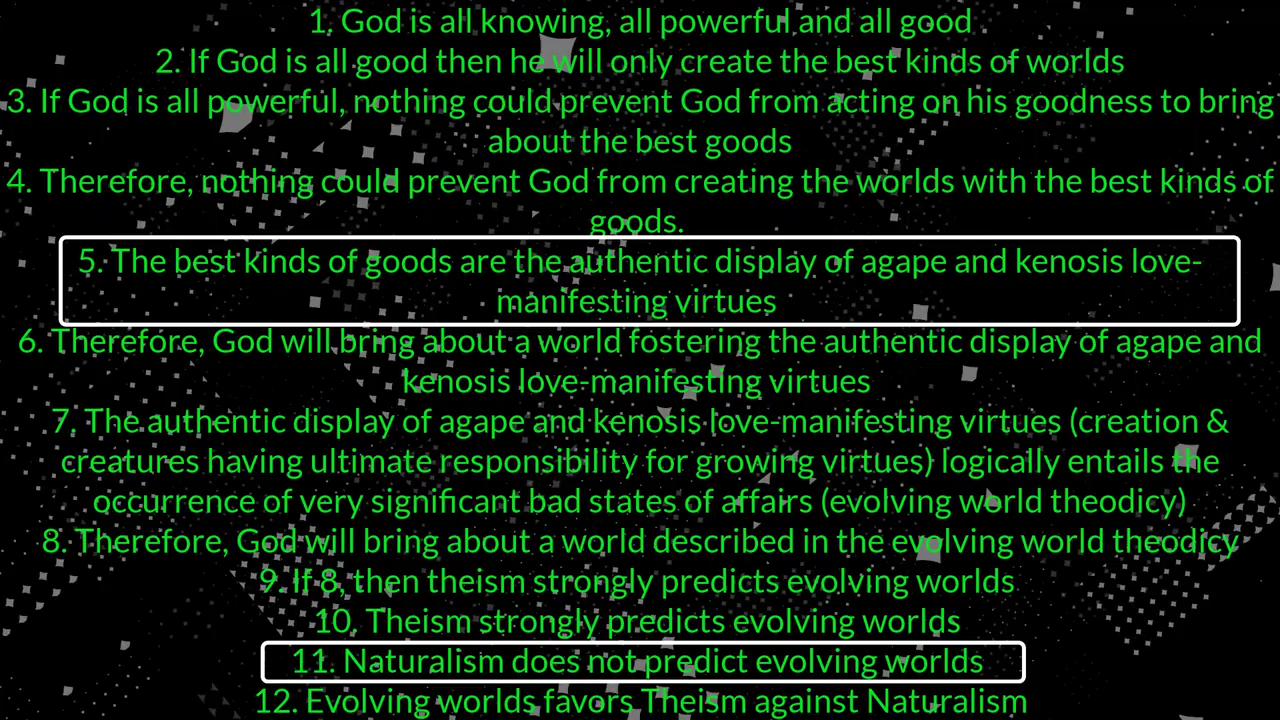 1. God is all knowing, all powerful and all good
2. If God is all good then he will only create the best kinds of worlds
3. If God is all powerful, nothing could prevent God from acting on his goodness to bring
about the best goods
4. Therefore, nothing could prevent God from creating the worlds with the best kinds of
goods.
5. The best kinds of goods are the authentic display of agape and kenosis love-
manifesting virtues
6. Therefore, God will bring about a world fostering the authentic display of agape and
kenosis love-manifesting virtues
7. The authentic display of agape and kenosis love-manifesting virtues (creation &
creatures having ultimate responsibility for growing virtues) logically entails the
occurrence of very significant bad states of affairs (evolving world theodicy)
8. Therefore, God will bring about a world described in the evolving world theodicy
9. If 8, then theism strongly predicts evolving worlds
10. Theism strongly predicts evolving worlds
11. Naturalism does not predict evolving worlds
12. Evolving worlds favors Theism against Naturalism